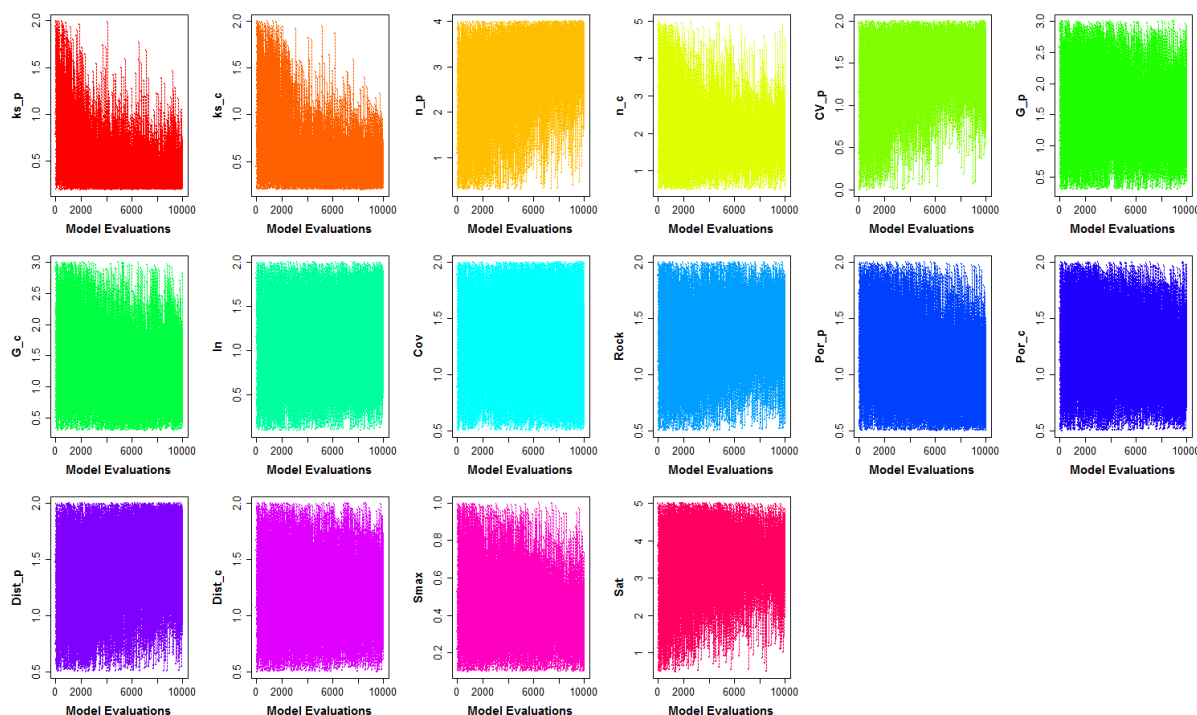 ks_p
0.5 1.0 1.5 2.0
0 2000 6000 10000
Model Evaluations
ks_c
0.5 1.0 1.5 2.0
0 2000 6000 10000
Model Evaluations
n_p
1 2 3 4
0 2000 6000 10000
Model Evaluations
n_c
1 2 3 4 5
0 2000 6000 10000
Model Evaluations
CV_p
0.0 0.5 1.0 1.5 2.0
0 2000 6000 10000
Model Evaluations
G_p
0.5 1.0 1.5 2.0 2.5 3.0
0 2000 6000 10000
Model Evaluations
G_c
0.5 1.0 1.5 2.0 2.5 3.0
0 2000 6000 10000
Model Evaluations
In
0.5 1.0 1.5 2.0
0 2000 6000 10000
Model Evaluations
Cov
0.5 1.0 1.5 2.0
0 2000 6000 10000
Model Evaluations
Rock
0.5 1.0 1.5 2.0
0 2000 6000 10000
Model Evaluations
Por_p
0.5 1.0 1.5 2.0
0 2000 6000 10000
Model Evaluations
Por_c
0.5 1.0 1.5 2.0
0 2000 6000 10000
Model Evaluations
Dist_p
0.5 1.0 1.5 2.0
0 2000 6000 10000
Model Evaluations
Dist_c
0.5 1.0 1.5 2.0
0 2000 6000 10000
Model Evaluations
Smax
0.2 0.4 0.6 0.8 1.0
0 2000 6000 10000
Model Evaluations
Sat
1 2 3 4 5
0 2000 6000 10000
Model Evaluations